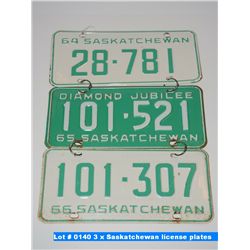 64 SASKATCHEWAN
28-781
DIAMOND JUBILEE
101-521
65 SASKATCHEWAN
101-307
66 SASKATCHEWAN
Lot # 0140 3 x Saskatchewan license plates